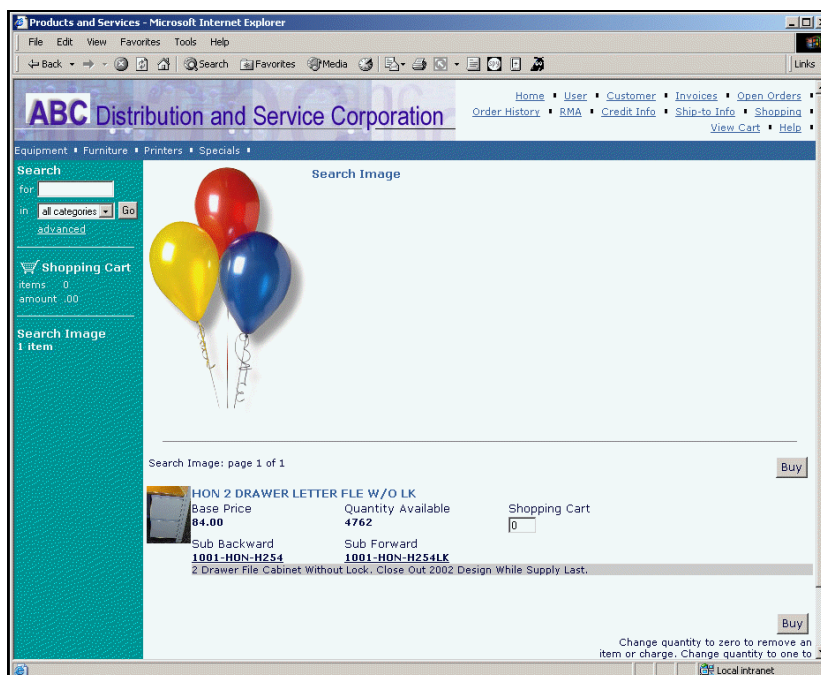 Products and Services - Microsoft Internet Explorer
File Edit View Favorites Tools Help
Back Search Favorites Media Links
ABC Distribution and Service Corporation
Home User Customer Invoices Open Orders
Order History RMA Credit Info Ship-to Info Shopping
View Cart Help
Equipment Furniture Printers Specials
Search
for
in all categories Go
advanced
Shopping Cart
items 0
amount .00
Search Image
1 item
Search Image
Search Image: page 1 of 1
Buy
HON 2 DRAWER LETTER FLE W/O LK
Base Price Quantity Available Shopping Cart
84.00 4762 0
Sub Backward Sub Forward
1001-HON-H254 1001-HON-H254LK
2 Drawer File Cabinet Without Lock. Close Out 2002 Design While Supply Last.
Buy
Change quantity to zero to remove an
item or charge. Change quantity to one to
Local intranet